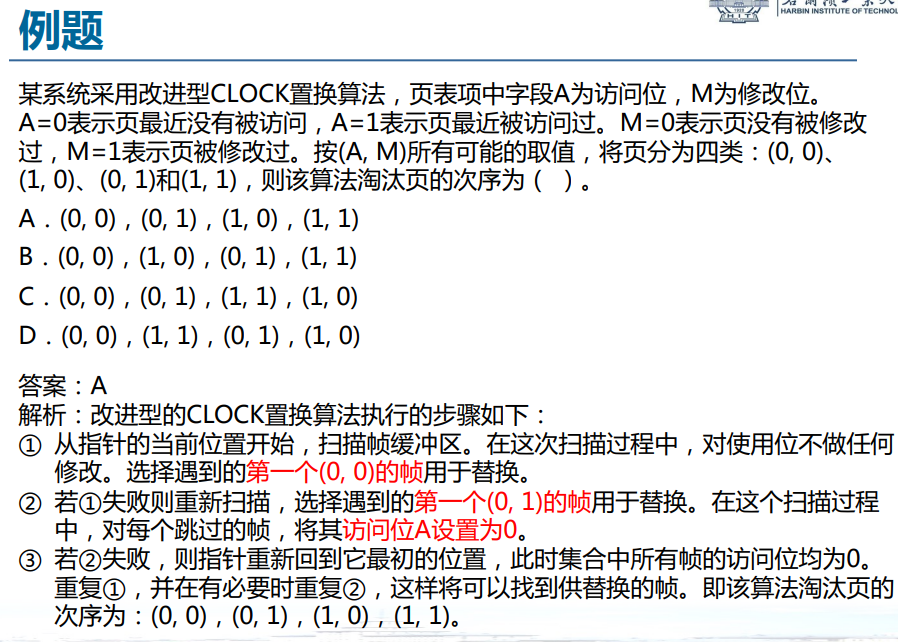 例题
HARBIN INSTITUTE OF TECHNOL
某系统采用改进型CLOCK置换算法，页表项中字段A为访问位，M为修改位。
A=0表示页最近没有被访问，A=1表示页最近被访问过。M=0表示页没有被修改
过，M=1表示页被修改过。按(A, M)所有可能的取值，将页分为四类：(0, 0)、
(1, 0)、(0, 1)和(1, 1)，则该算法淘汰页的次序为（ ）。
A．(0, 0)，(0, 1)，(1, 0)，(1, 1)
B．(0, 0)，(1, 0)，(0, 1)，(1, 1)
C．(0, 0)，(0, 1)，(1, 1)，(1, 0)
D．(0, 0)，(1, 1)，(0, 1)，(1, 0)
答案：A
解析：改进型的CLOCK置换算法执行的步骤如下：
① 从指针的当前位置开始，扫描帧缓冲区。在这次扫描过程中，对使用位不做任何
修改。选择遇到的第一个(0, 0)的帧用于替换。
② 若①失败则重新扫描，选择遇到的第一个(0, 1)的帧用于替换。在这个扫描过程
中，对每个跳过的帧，将其访问位A设置为0。
③ 若②失败，则指针重新回到它最初的位置，此时集合中所有帧的访问位均为0。
重复①，并在有必要时重复②，这样将可以找到供替换的帧。即该算法淘汰页的
次序为：(0, 0)，(0, 1)，(1, 0)，(1, 1)。